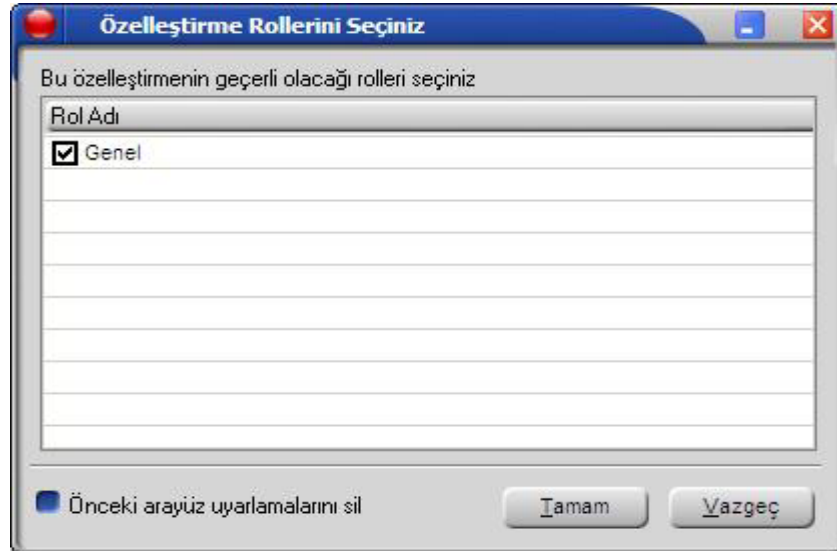 Özelleştirme Rollerini Seçiniz
Bu özelleştirmenin geçerli olacağı rolleri seçiniz
Rol Adı
Genel
Önceki arayüz uyarlamalarını sil
Tamam
Vazgeç